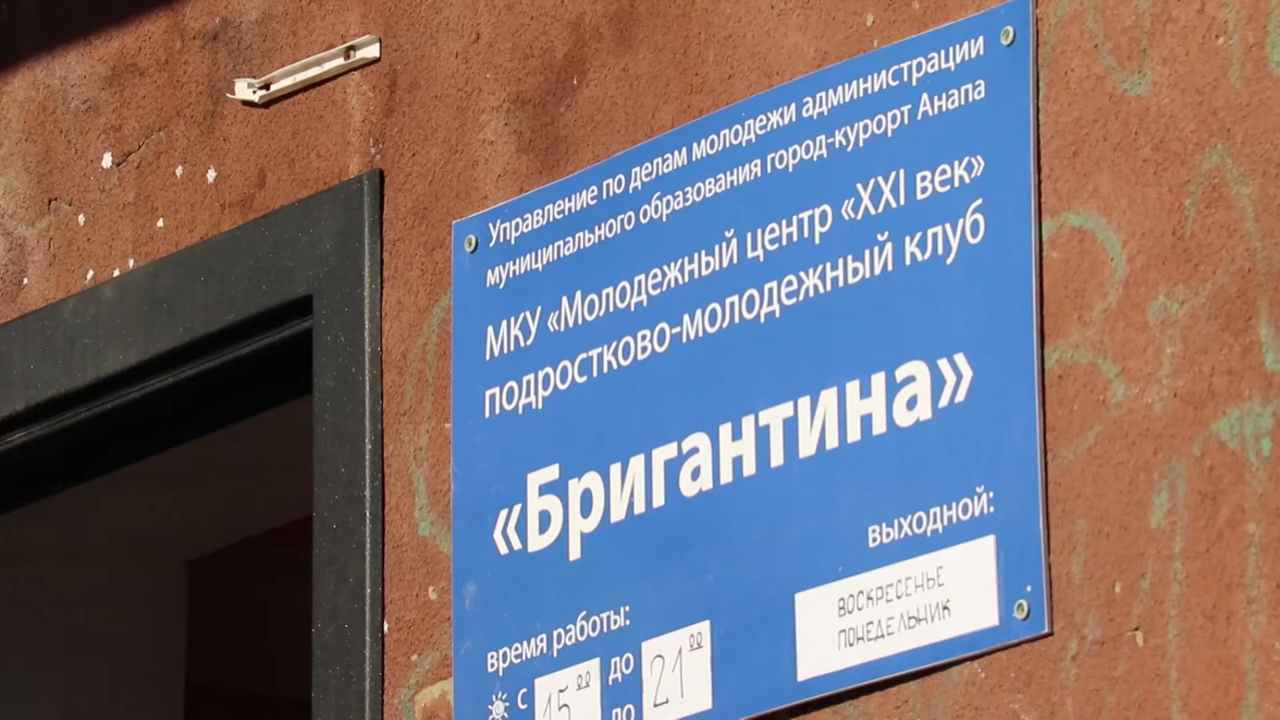 Управление по делам молодежи администрации
муниципального образования город-курорт Анапа
МКУ «Молодежный центр «XXI век»
подростково-молодежный клуб
«Бригантина»
выходной:
ВОСКРЕСЕНЬЕ
ПОНЕДЕЛЬНИК
время работы:
с 15 00 до 21 00
до